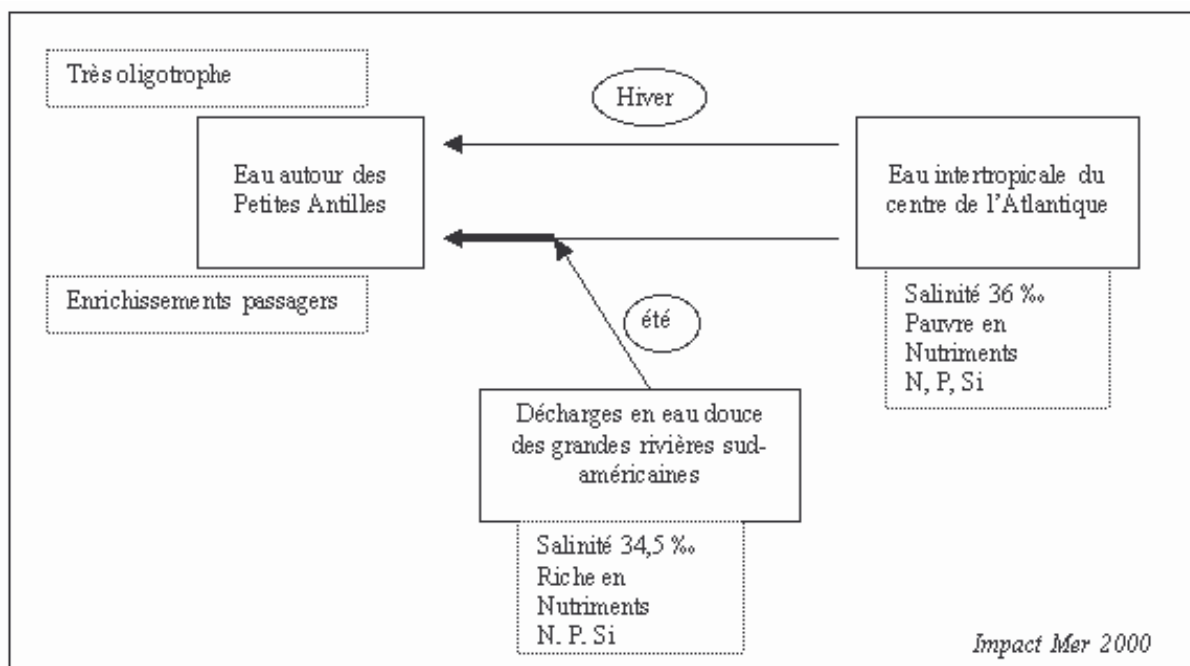 Très oligotrophe
Hiver
Eau autour des
Petites Antilles
Eau intertropicale du
centre de l'Atlantique
Enrichissements passagers
été
Salinité 36 ‰
Pauvre en
Nutriments
N, P, Si
Décharges en eau douce
des grandes rivières sud-
américaines
Salinité 34,5 ‰
Riche en
Nutriments
N. P. Si
Impact Mer 2000